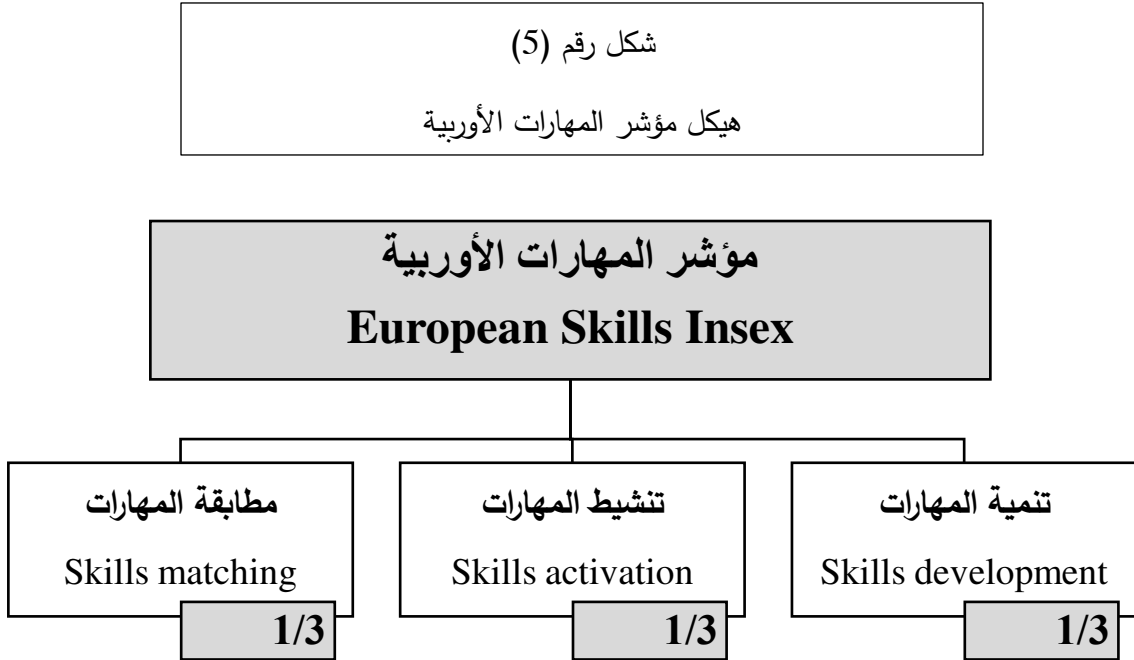 شكل رقم (5)
هيكل مؤشر المهارات الأوربية
مؤشر المهارات الأوربية
European Skills Insex
تنمية المهارات
Skills development
1/3
تنشيط المهارات
Skills activation
1/3
مطابقة المهارات
Skills matching
1/3